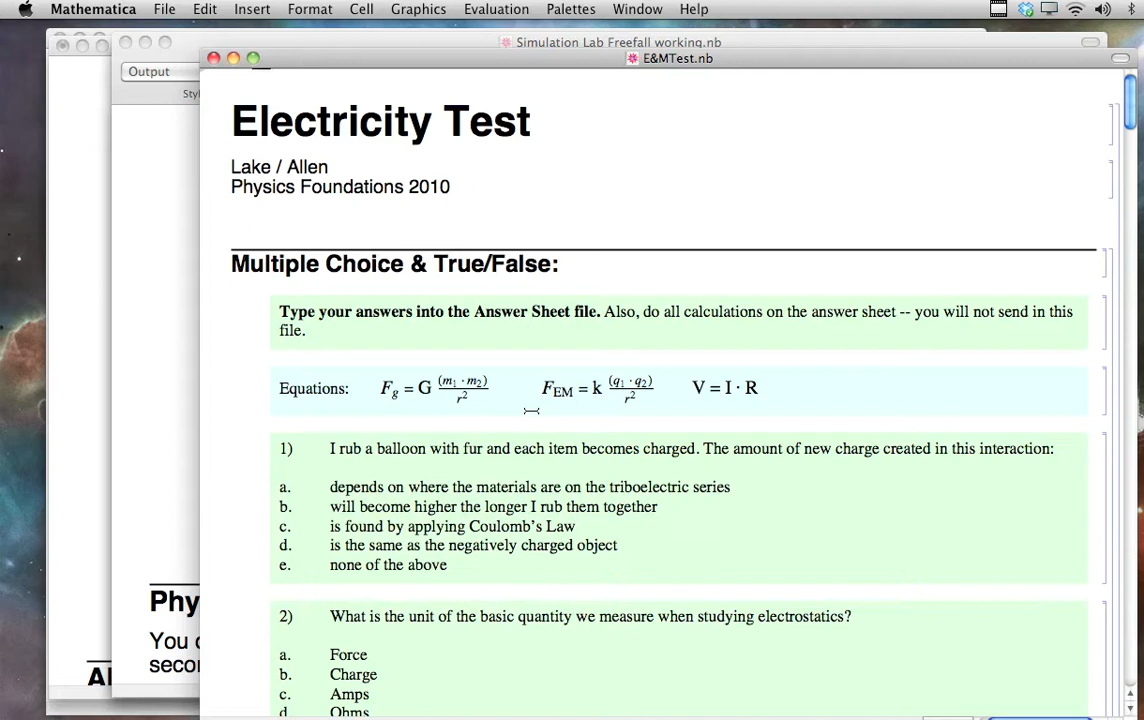 Mathematica File Edit Insert Format Cell Graphics Evaluation Palettes Window Help
Simulation Lab Freefall working.nb
E&MTest.nb
Output
Electricity Test
Lake / Allen
Physics Foundations 2010
Multiple Choice & True/False:
Type your answers into the Answer Sheet file. Also, do all calculations on the answer sheet -- you will not send in this
file.
Equations: F_g = G (m₁ · m₂)/r² F_EM = k (q₁ · q₂)/r² V = I · R
1) I rub a balloon with fur and each item becomes charged. The amount of new charge created in this interaction:
a. depends on where the materials are on the triboelectric series
b. will become higher the longer I rub them together
c. is found by applying Coulomb's Law
d. is the same as the negatively charged object
e. none of the above
2) What is the unit of the basic quantity we measure when studying electrostatics?
a. Force
b. Charge
c. Amps
d. Ohms
Phy
You
seco